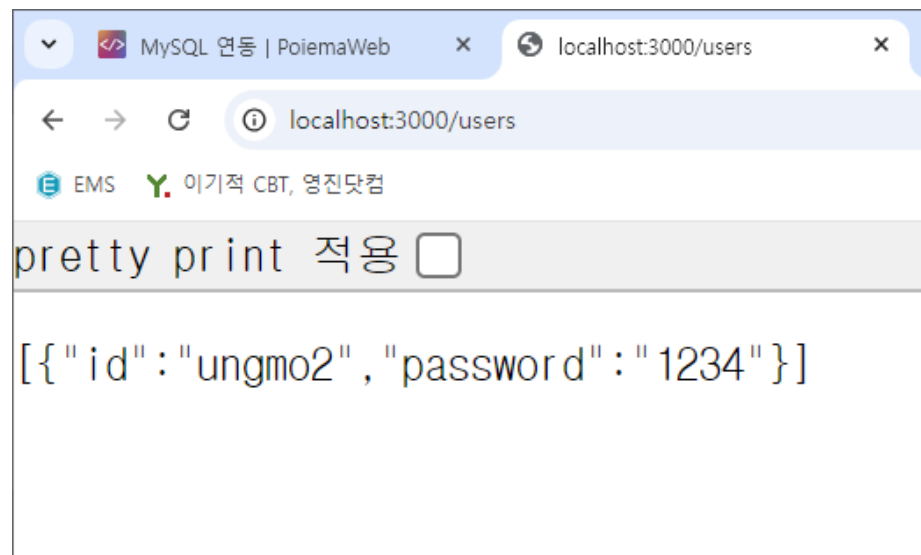 MySQL 연동 | PoiemaWeb
localhost:3000/users
localhost:3000/users
EMS
이기적 CBT, 영진닷컴
pretty print 적용
[{"id":"ungmo2","password":"1234"}]